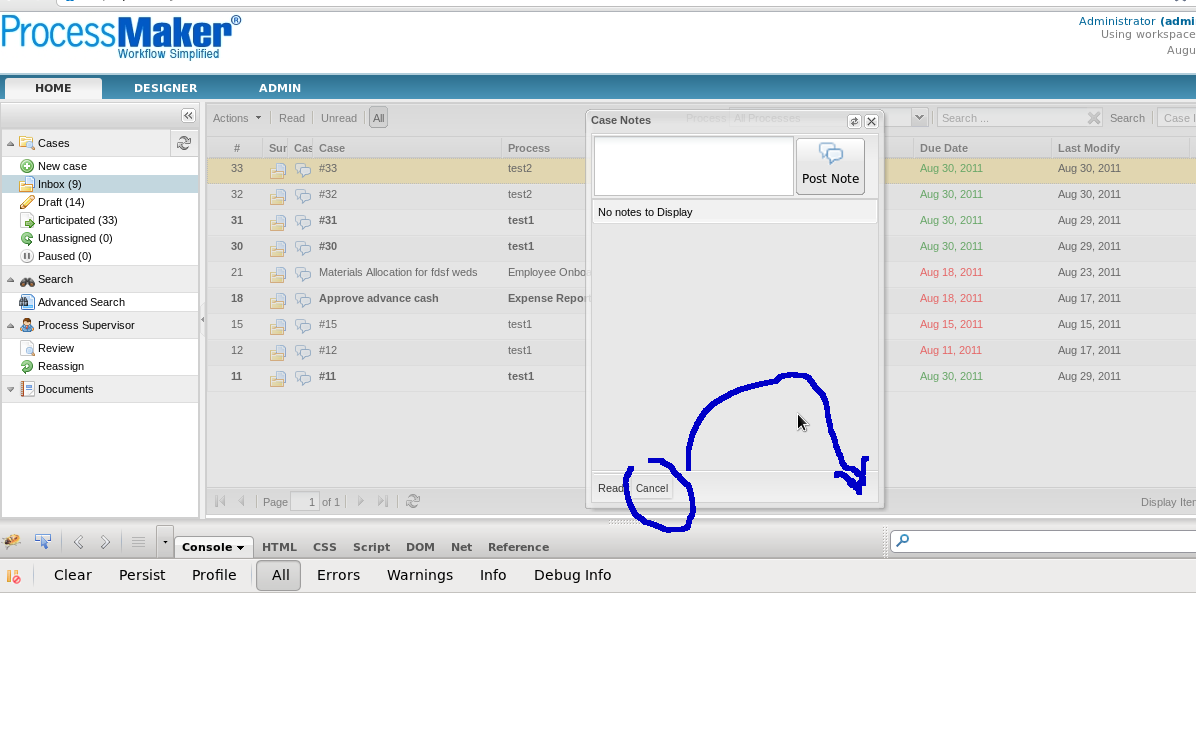 ProcessMaker®
Workflow Simplified
Administrator (admi
Using workspace
Augu
HOME DESIGNER ADMIN
Cases
New case
Inbox (9)
Draft (14)
Participated (33)
Unassigned (0)
Paused (0)
Search
Advanced Search
Process Supervisor
Review
Reassign
Documents
Actions Read Unread All Process: All Processes Search ... Search Case
# Sur Cas Case Process Due Date Last Modify
33 #33 test2 Aug 30, 2011 Aug 30, 2011
32 #32 test2 Aug 30, 2011 Aug 30, 2011
31 #31 test1 Aug 30, 2011 Aug 29, 2011
30 #30 test1 Aug 30, 2011 Aug 29, 2011
21 Materials Allocation for fdsf weds Employee Onbo Aug 18, 2011 Aug 23, 2011
18 Approve advance cash Expense Repor Aug 18, 2011 Aug 17, 2011
15 #15 test1 Aug 15, 2011 Aug 15, 2011
12 #12 test1 Aug 11, 2011 Aug 17, 2011
11 #11 test1 Aug 30, 2011 Aug 29, 2011
Case Notes
Post Note
No notes to Display
Read Cancel
Page 1 of 1 Display Iter
Console HTML CSS Script DOM Net Reference
Clear Persist Profile All Errors Warnings Info Debug Info